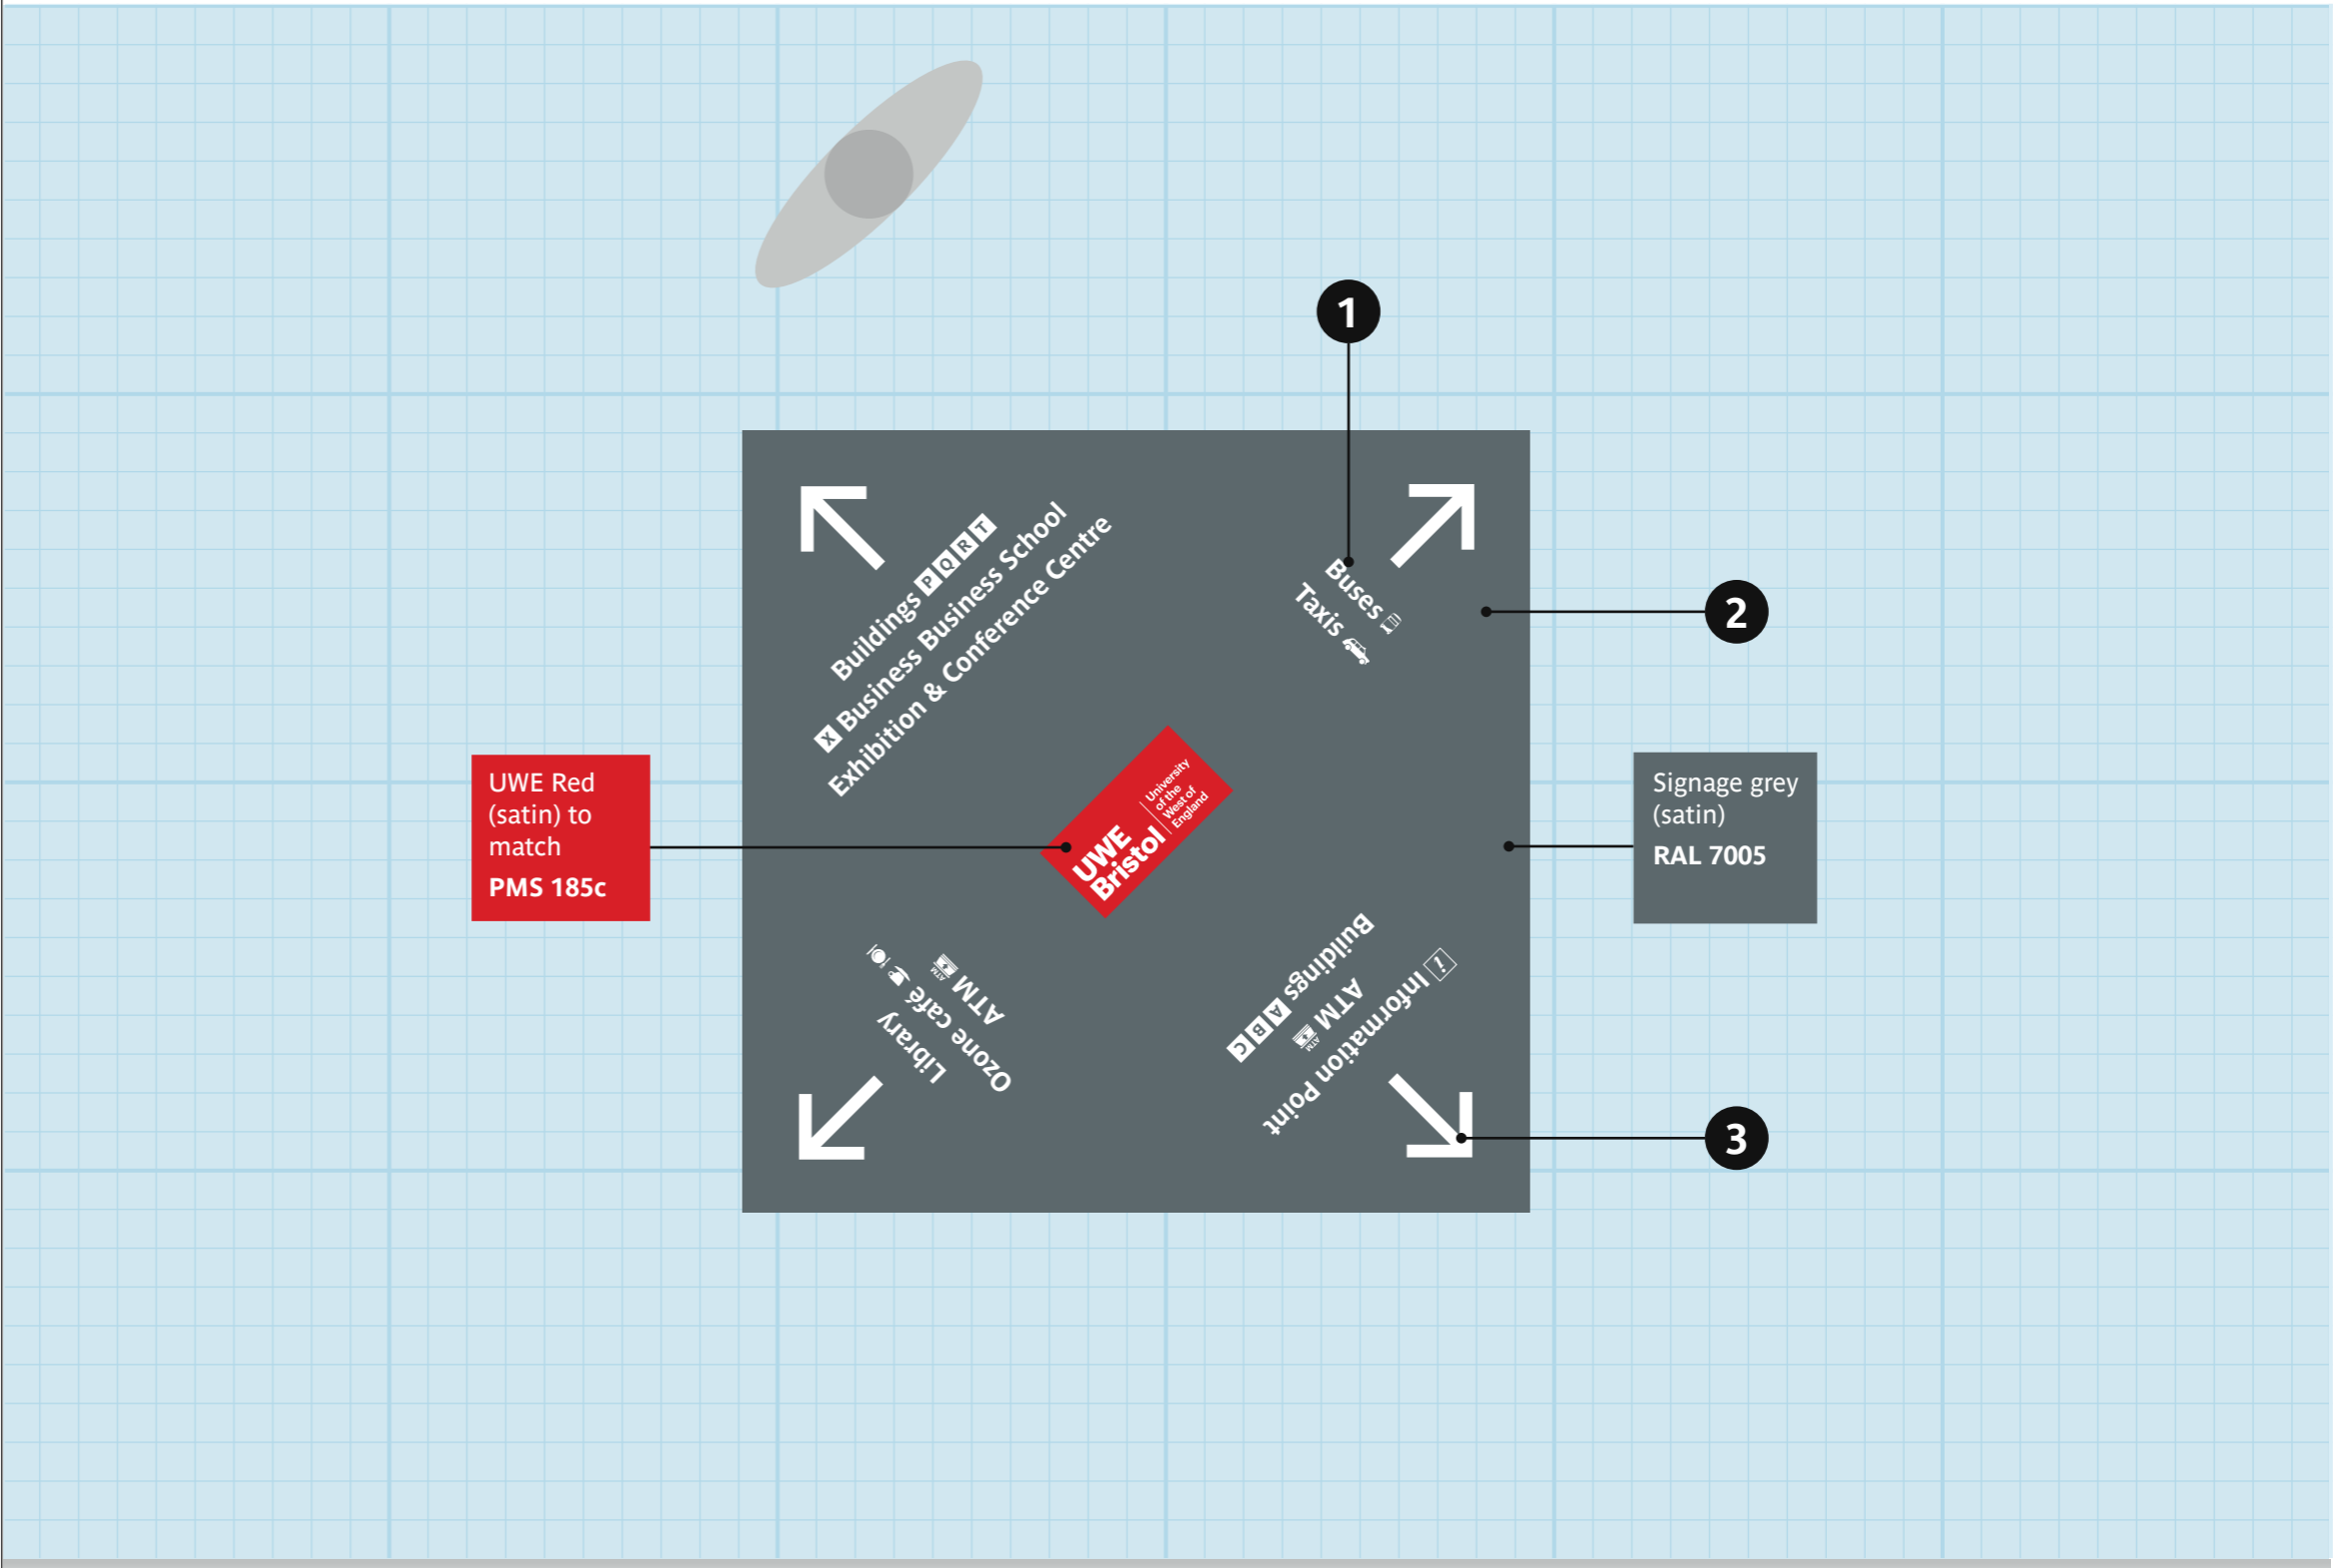 1
Buildings P Q R T
X Business Business School
Exhibition & Conference Centre
Buses
Taxis
2
UWE Red
(satin) to
match
PMS 185c
UWE
Bristol
University
of the
West of
England
Signage grey
(satin)
RAL 7005
Library
Ozone café
ATM ATM
i Information Point
ATM ATM
Buildings A B C
3